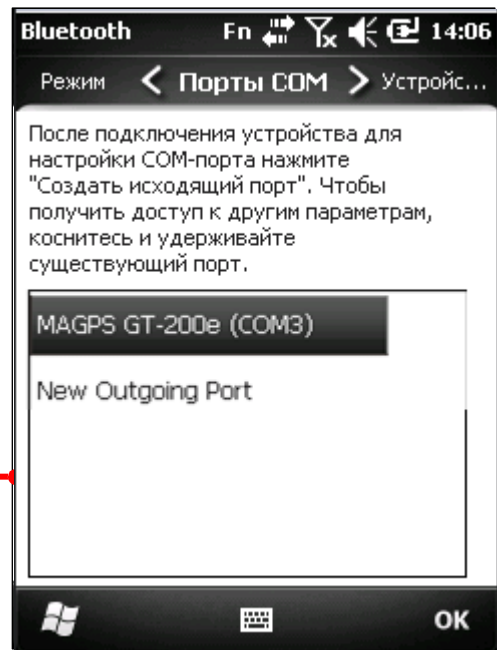 Bluetooth Fn 14:06
Режим Порты COM Устройс...
После подключения устройства для
настройки COM-порта нажмите
"Создать исходящий порт". Чтобы
получить доступ к другим параметрам,
коснитесь и удерживайте
существующий порт.
MAGPS GT-200e (COM3)
New Outgoing Port
OK